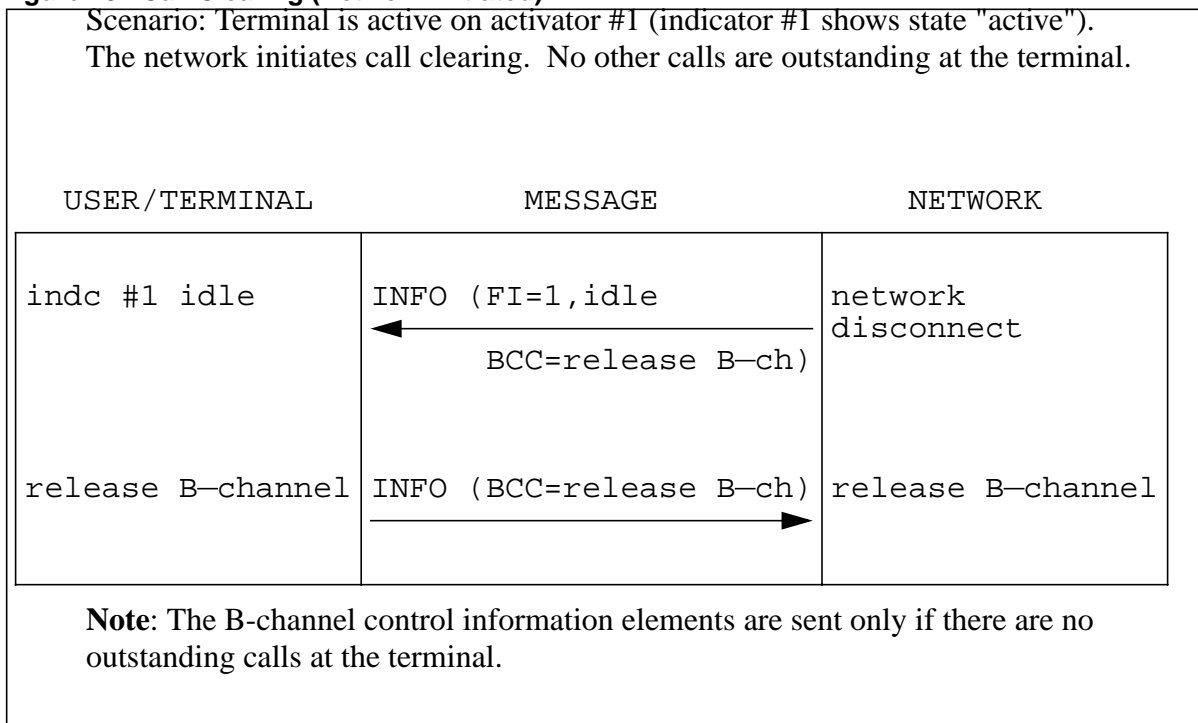 Scenario: Terminal is active on activator #1 (indicator #1 shows state "active").
The network initiates call clearing. No other calls are outstanding at the terminal.
USER/TERMINAL MESSAGE NETWORK
indc #1 idle INFO (FI=1,idle network
disconnect
BCC=release B—ch)
release B—channel INFO (BCC=release B—ch) release B—channel
Note: The B-channel control information elements are sent only if there are no
outstanding calls at the terminal.